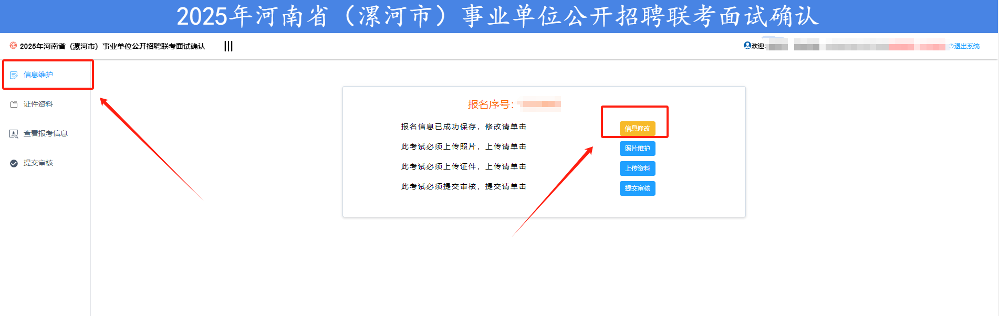 2025年河南省（漯河市）事业单位公开招聘联考面试确认
2025年河南省（漯河市）事业单位公开招聘联考面试确认
欢迎:
退出系统
信息维护
证件资料
查看报考信息
提交审核
报名序号：
报名信息已成功保存，修改请单击
信息修改
此考试必须上传照片，上传请单击
照片维护
此考试必须上传证件，上传请单击
上传资料
此考试必须提交审核，提交请单击
提交审核